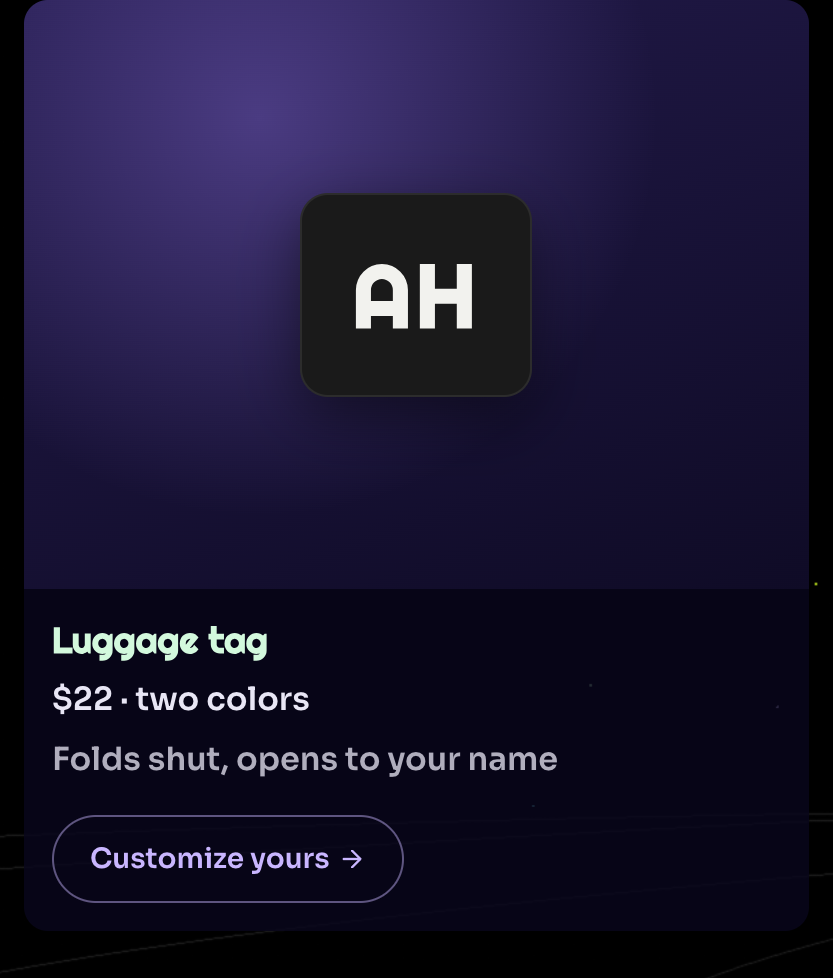 AH
Luggage tag
$22 · two colors
Folds shut, opens to your name
Customize yours →